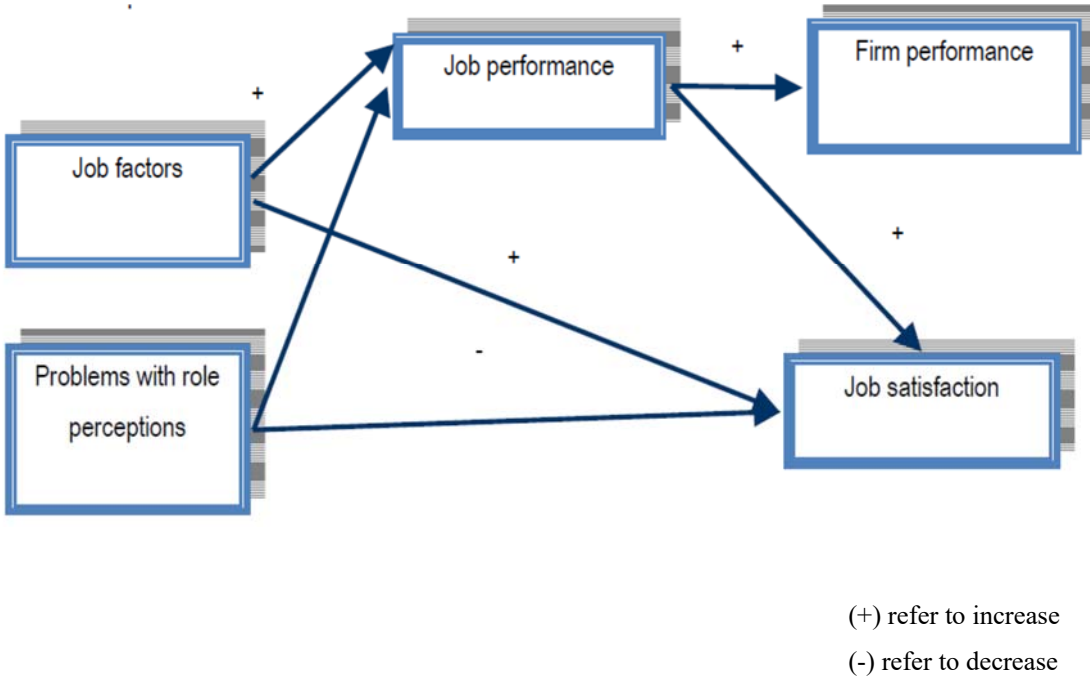 Job performance
Firm performance
+
+
Job factors
+
+
-
Problems with role
perceptions
Job satisfaction
(+) refer to increase
(-) refer to decrease